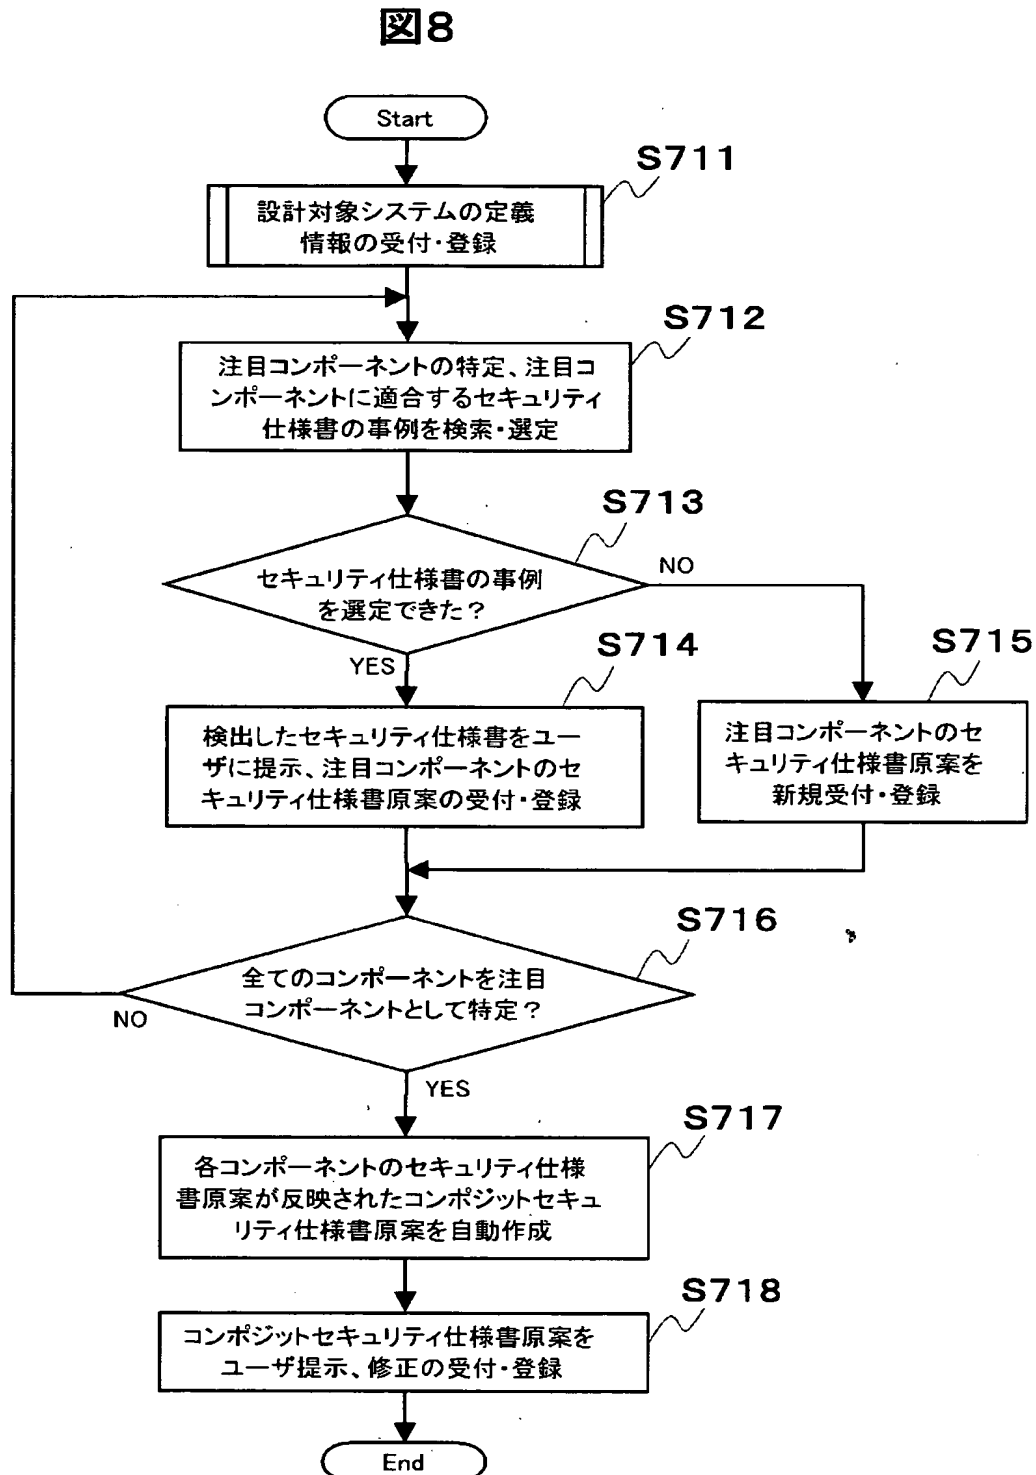 図8
Start
S711
設計対象システムの定義
情報の受付・登録
S712
注目コンポーネントの特定、注目コ
ンポーネントに適合するセキュリティ
仕様書の事例を検索・選定
S713
セキュリティ仕様書の事例
を選定できた？
NO
YES
S714
検出したセキュリティ仕様書をユー
ザに提示、注目コンポーネントのセ
キュリティ仕様書原案の受付・登録
S715
注目コンポーネントのセ
キュリティ仕様書原案を
新規受付・登録
S716
全てのコンポーネントを注目
コンポーネントとして特定？
NO
YES
S717
各コンポーネントのセキュリティ仕様
書原案が反映されたコンポジットセキュ
リティ仕様書原案を自動作成
S718
コンポジットセキュリティ仕様書原案を
ユーザ提示、修正の受付・登録
End